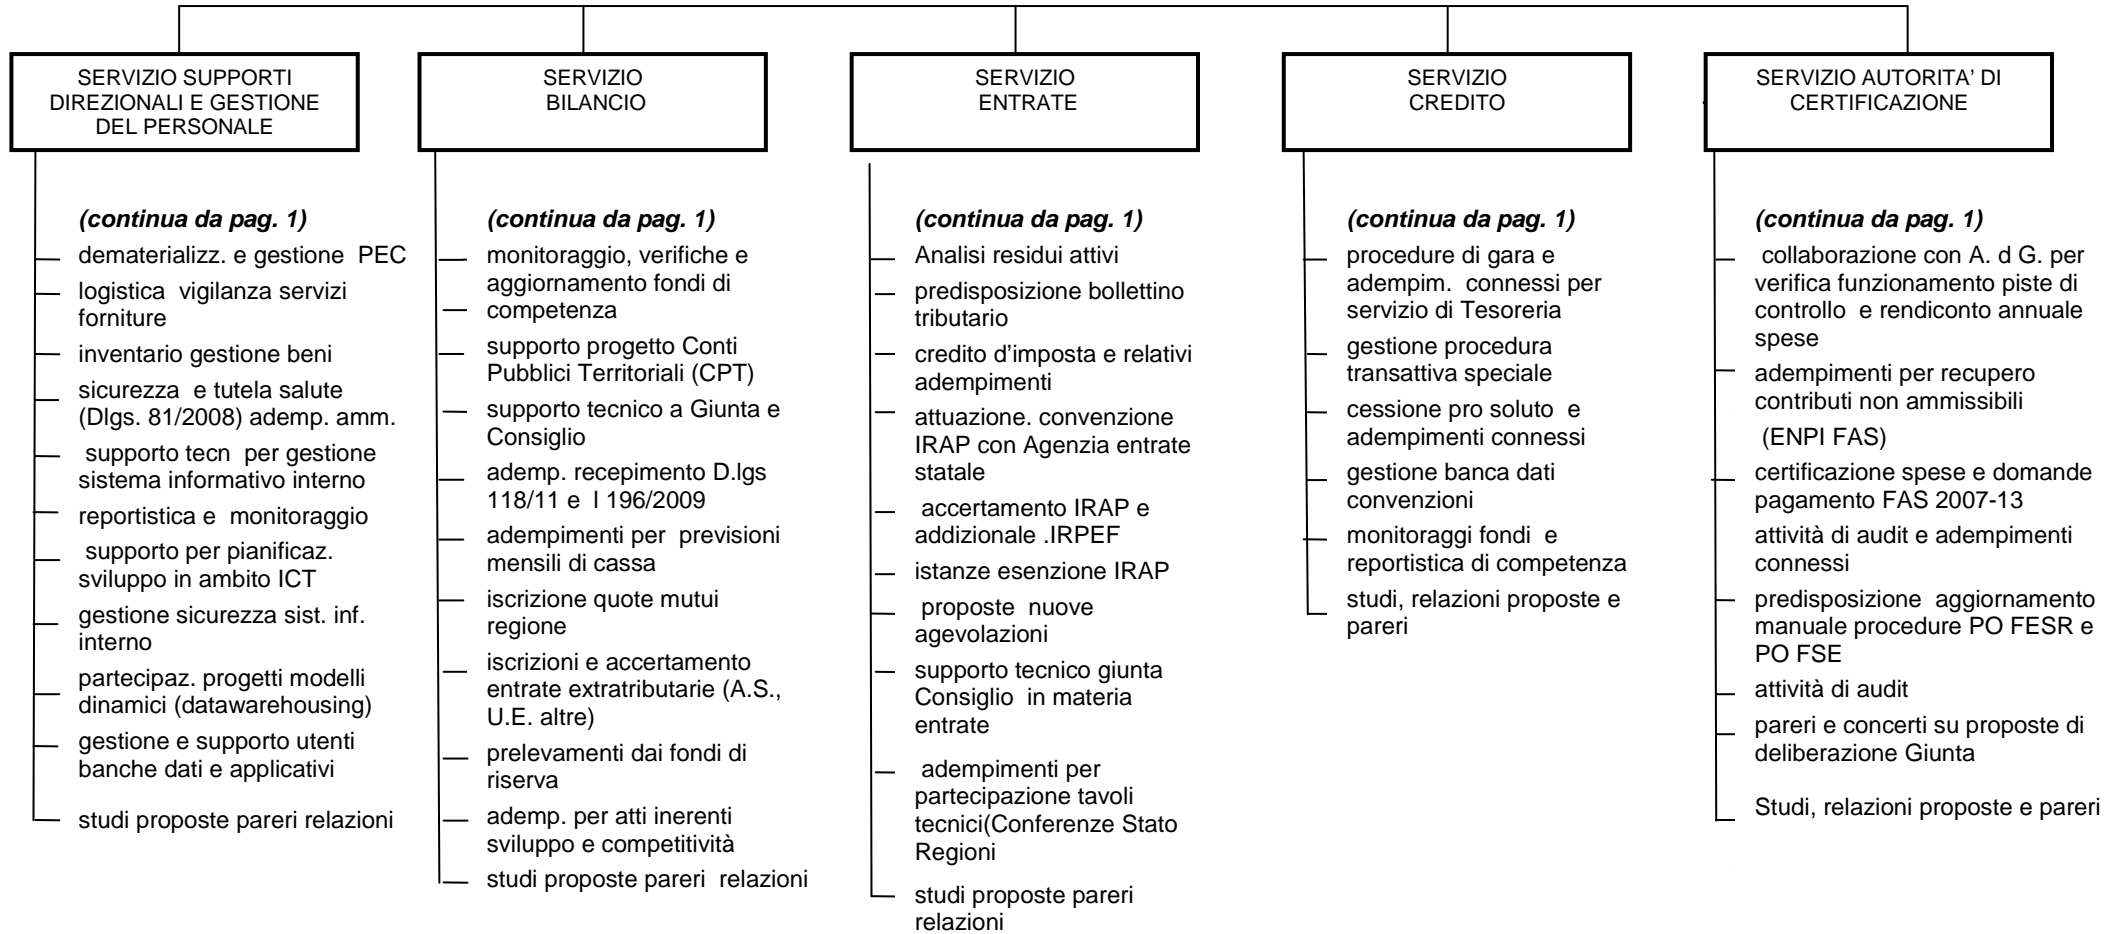 SERVIZIO SUPPORTI
DIREZIONALI E GESTIONE
DEL PERSONALE
(continua da pag. 1)
dematerializz. e gestione PEC
logistica vigilanza servizi
forniture
inventario gestione beni
sicurezza e tutela salute
(Dlgs. 81/2008) ademp. amm.
supporto tecn per gestione
sistema informativo interno
reportistica e monitoraggio
supporto per pianificaz.
sviluppo in ambito ICT
gestione sicurezza sist. inf.
interno
partecipaz. progetti modelli
dinamici (datawarehousing)
gestione e supporto utenti
banche dati e applicativi
studi proposte pareri relazioni
SERVIZIO
BILANCIO
(continua da pag. 1)
monitoraggio, verifiche e
aggiornamento fondi di
competenza
supporto progetto Conti
Pubblici Territoriali (CPT)
supporto tecnico a Giunta e
Consiglio
ademp. recepimento D.lgs
118/11 e l 196/2009
adempimenti per previsioni
mensili di cassa
iscrizione quote mutui
regione
iscrizioni e accertamento
entrate extratributarie (A.S.,
U.E. altre)
prelevamenti dai fondi di
riserva
ademp. per atti inerenti
sviluppo e competitività
studi proposte pareri relazioni
SERVIZIO
ENTRATE
(continua da pag. 1)
Analisi residui attivi
predisposizione bollettino
tributario
credito d'imposta e relativi
adempimenti
attuazione. convenzione
IRAP con Agenzia entrate
statale
accertamento IRAP e
addizionale .IRPEF
istanze esenzione IRAP
proposte nuove
agevolazioni
supporto tecnico giunta
Consiglio in materia
entrate
adempimenti per
partecipazione tavoli
tecnici(Conferenze Stato
Regioni
studi proposte pareri
relazioni
SERVIZIO
CREDITO
(continua da pag. 1)
procedure di gara e
adempim. connessi per
servizio di Tesoreria
gestione procedura
transattiva speciale
cessione pro soluto e
adempimenti connessi
gestione banca dati
convenzioni
monitoraggi fondi e
reportistica di competenza
studi, relazioni proposte e
pareri
SERVIZIO AUTORITA' DI
CERTIFICAZIONE
(continua da pag. 1)
collaborazione con A. d G. per
verifica funzionamento piste di
controllo e rendiconto annuale
spese
adempimenti per recupero
contributi non ammissibili
(ENPI FAS)
certificazione spese e domande
pagamento FAS 2007-13
attività di audit e adempimenti
connessi
predisposizione aggiornamento
manuale procedure PO FESR e
PO FSE
attività di audit
pareri e concerti su proposte di
deliberazione Giunta
Studi, relazioni proposte e pareri